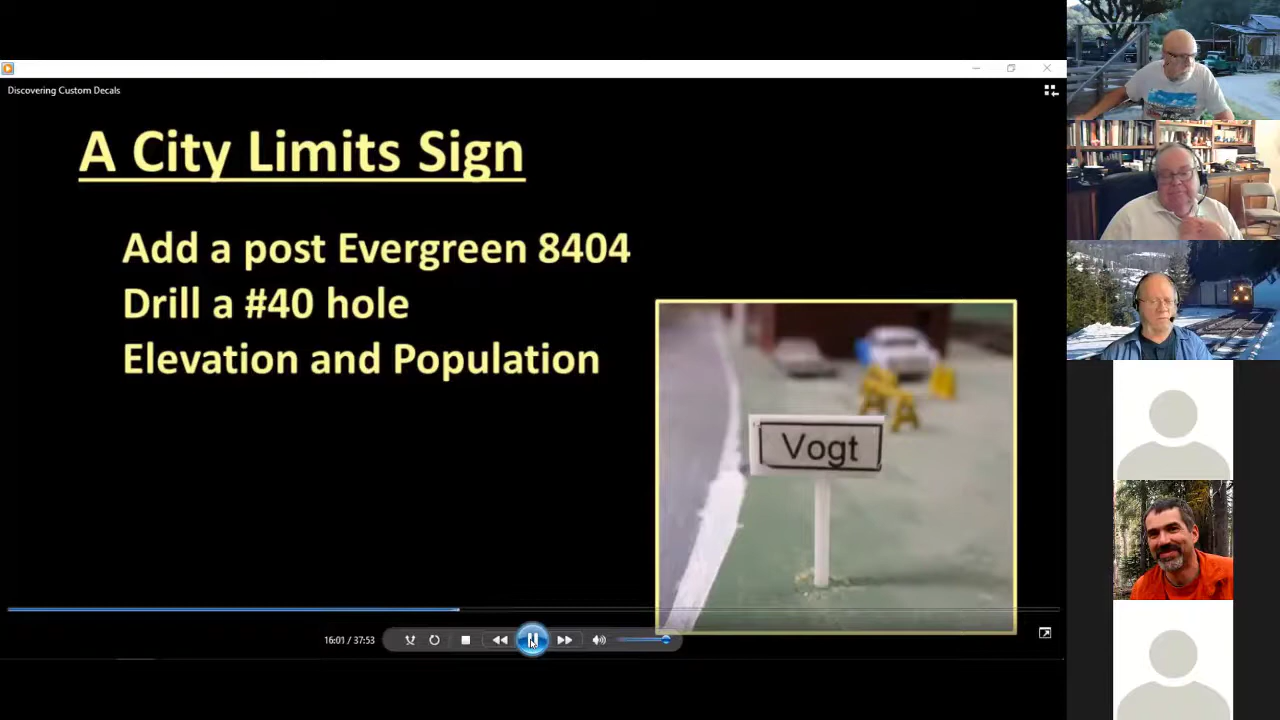 Discovering Custom Decals
A City Limits Sign
Add a post Evergreen 8404
Drill a #40 hole
Elevation and Population
Vogt
16:01 / 37:53